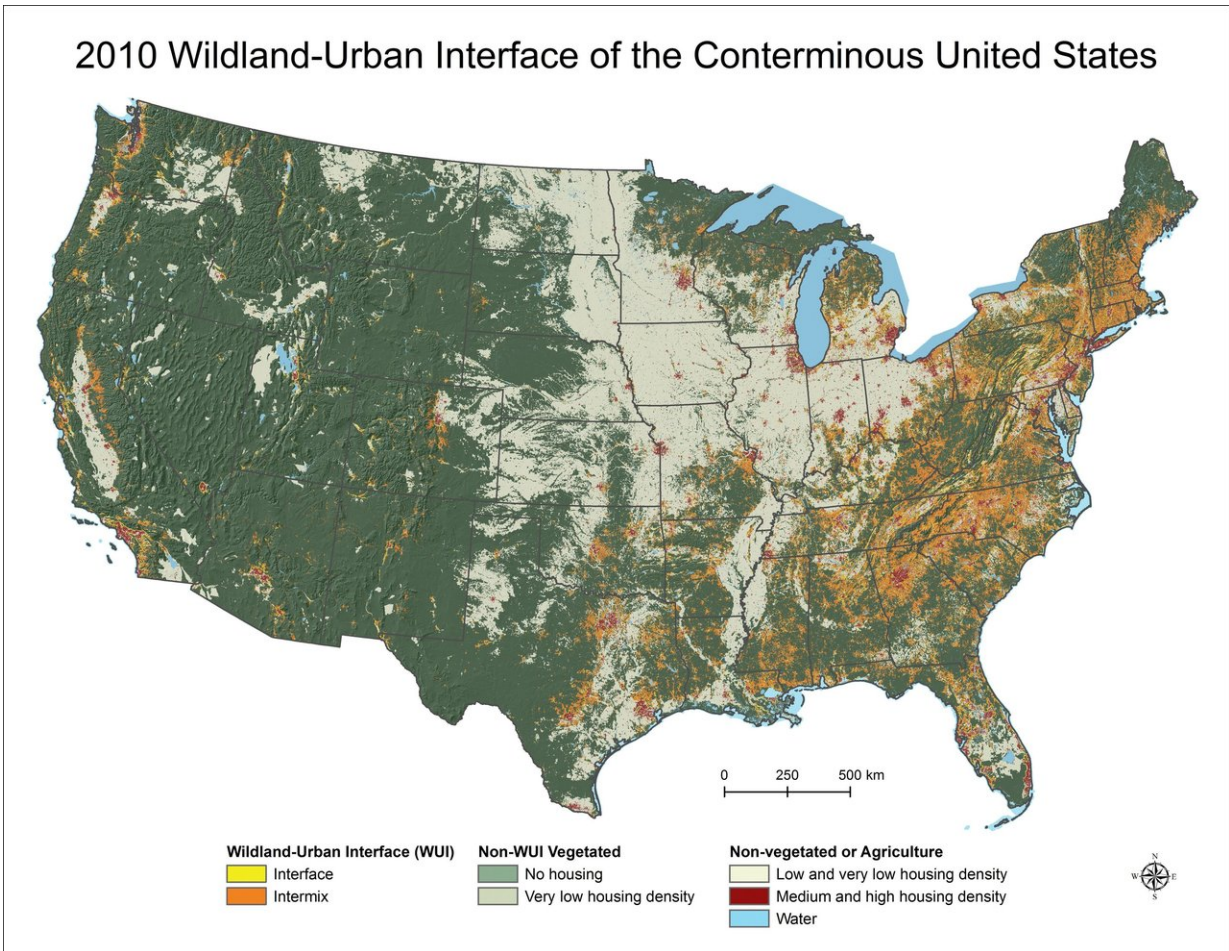 2010 Wildland-Urban Interface of the Conterminous United States
0 250 500 km
Wildland-Urban Interface (WUI)
Interface
Intermix
Non-WUI Vegetated
No housing
Very low housing density
Non-vegetated or Agriculture
Low and very low housing density
Medium and high housing density
Water
N
W E
S